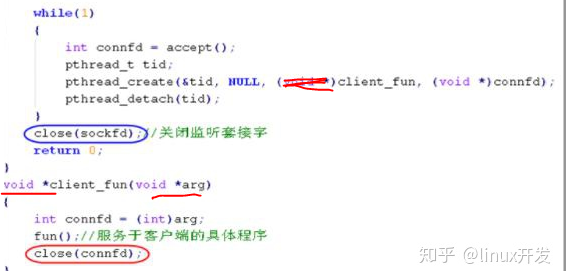 while(1)
{
int connfd = accept();
pthread_t tid;
pthread_create(&tid, NULL, (void *)client_fun, (void *)connfd);
pthread_detach(tid);
}
close(sockfd);//关闭监听套接字
return 0;
}
void *client_fun(void *arg)
{
int connfd = (int)arg;
fun();//服务于客户端的具体程序
close(connfd);
知乎 @linux开发